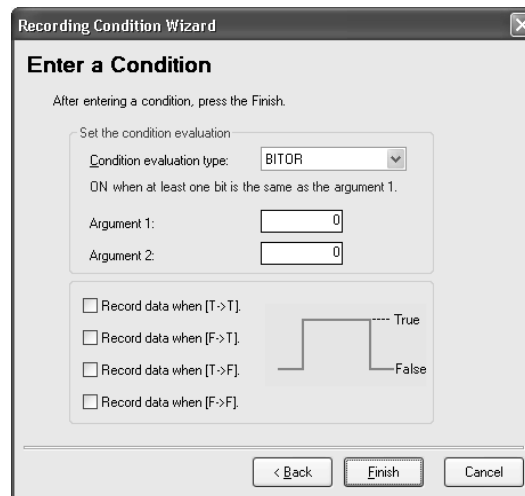 Recording Condition Wizard
Enter a Condition
After entering a condition, press the Finish.
Set the condition evaluation
Condition evaluation type: BITOR
ON when at least one bit is the same as the argument 1.
Argument 1: 0
Argument 2: 0
Record data when [T->T].
Record data when [F->T].
Record data when [T->F].
Record data when [F->F].
True
False
< Back Finish Cancel